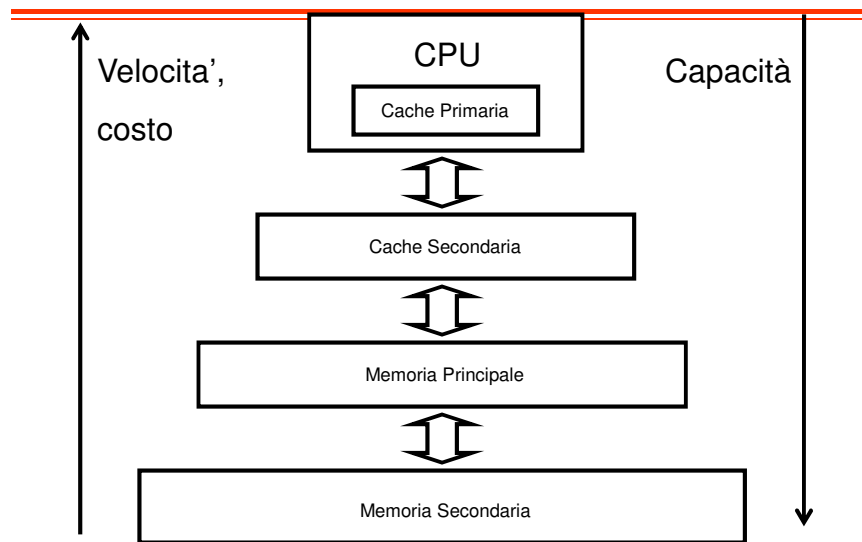 CPU
Velocita’,
costo
Capacità
Cache Primaria
Cache Secondaria
Memoria Principale
Memoria Secondaria